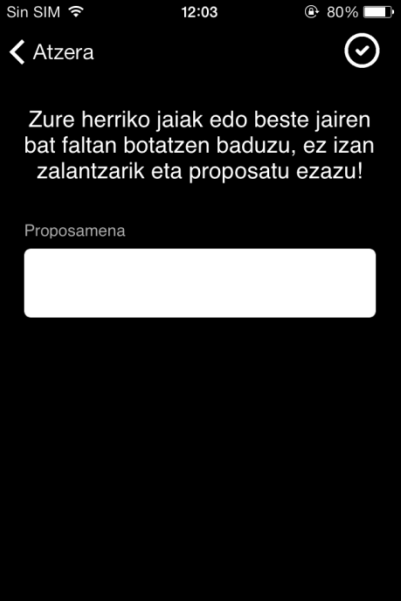 Sin SIM 12:03 80%
Atzera
Zure herriko jaiak edo beste jairen
bat faltan botatzen baduzu, ez izan
zalantzarik eta proposatu ezazu!
Proposamena